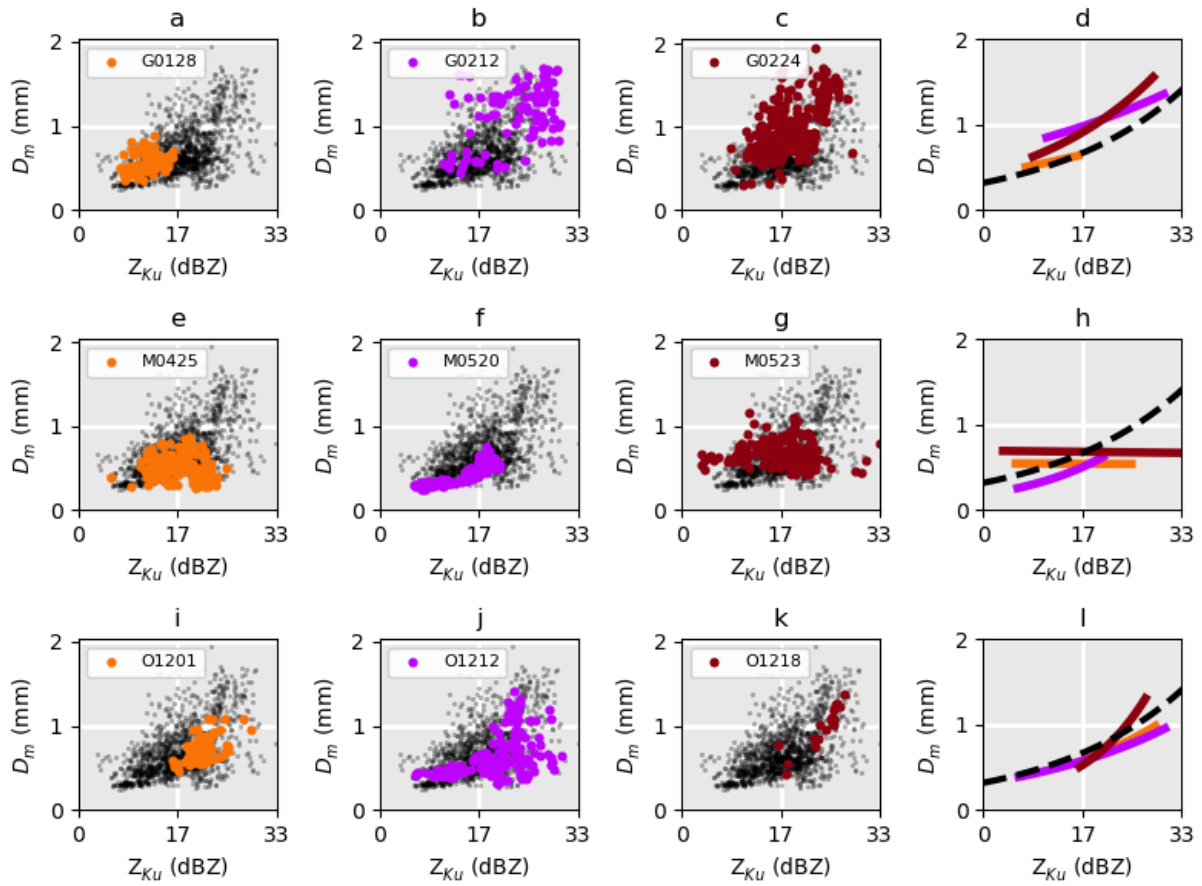 a b c d
2 G0128 2 G0212 2 G0224 2
D_m (mm) D_m (mm) D_m (mm) D_m (mm)
1 1 1 1
0 0 0 0
0 17 33 0 17 33 0 17 33 0 17 33
Z_Ku (dBZ) Z_Ku (dBZ) Z_Ku (dBZ) Z_Ku (dBZ)
e f g h
2 M0425 2 M0520 2 M0523 2
D_m (mm) D_m (mm) D_m (mm) D_m (mm)
1 1 1 1
0 0 0 0
0 17 33 0 17 33 0 17 33 0 17 33
Z_Ku (dBZ) Z_Ku (dBZ) Z_Ku (dBZ) Z_Ku (dBZ)
i j k l
2 O1201 2 O1212 2 O1218 2
D_m (mm) D_m (mm) D_m (mm) D_m (mm)
1 1 1 1
0 0 0 0
0 17 33 0 17 33 0 17 33 0 17 33
Z_Ku (dBZ) Z_Ku (dBZ) Z_Ku (dBZ) Z_Ku (dBZ)